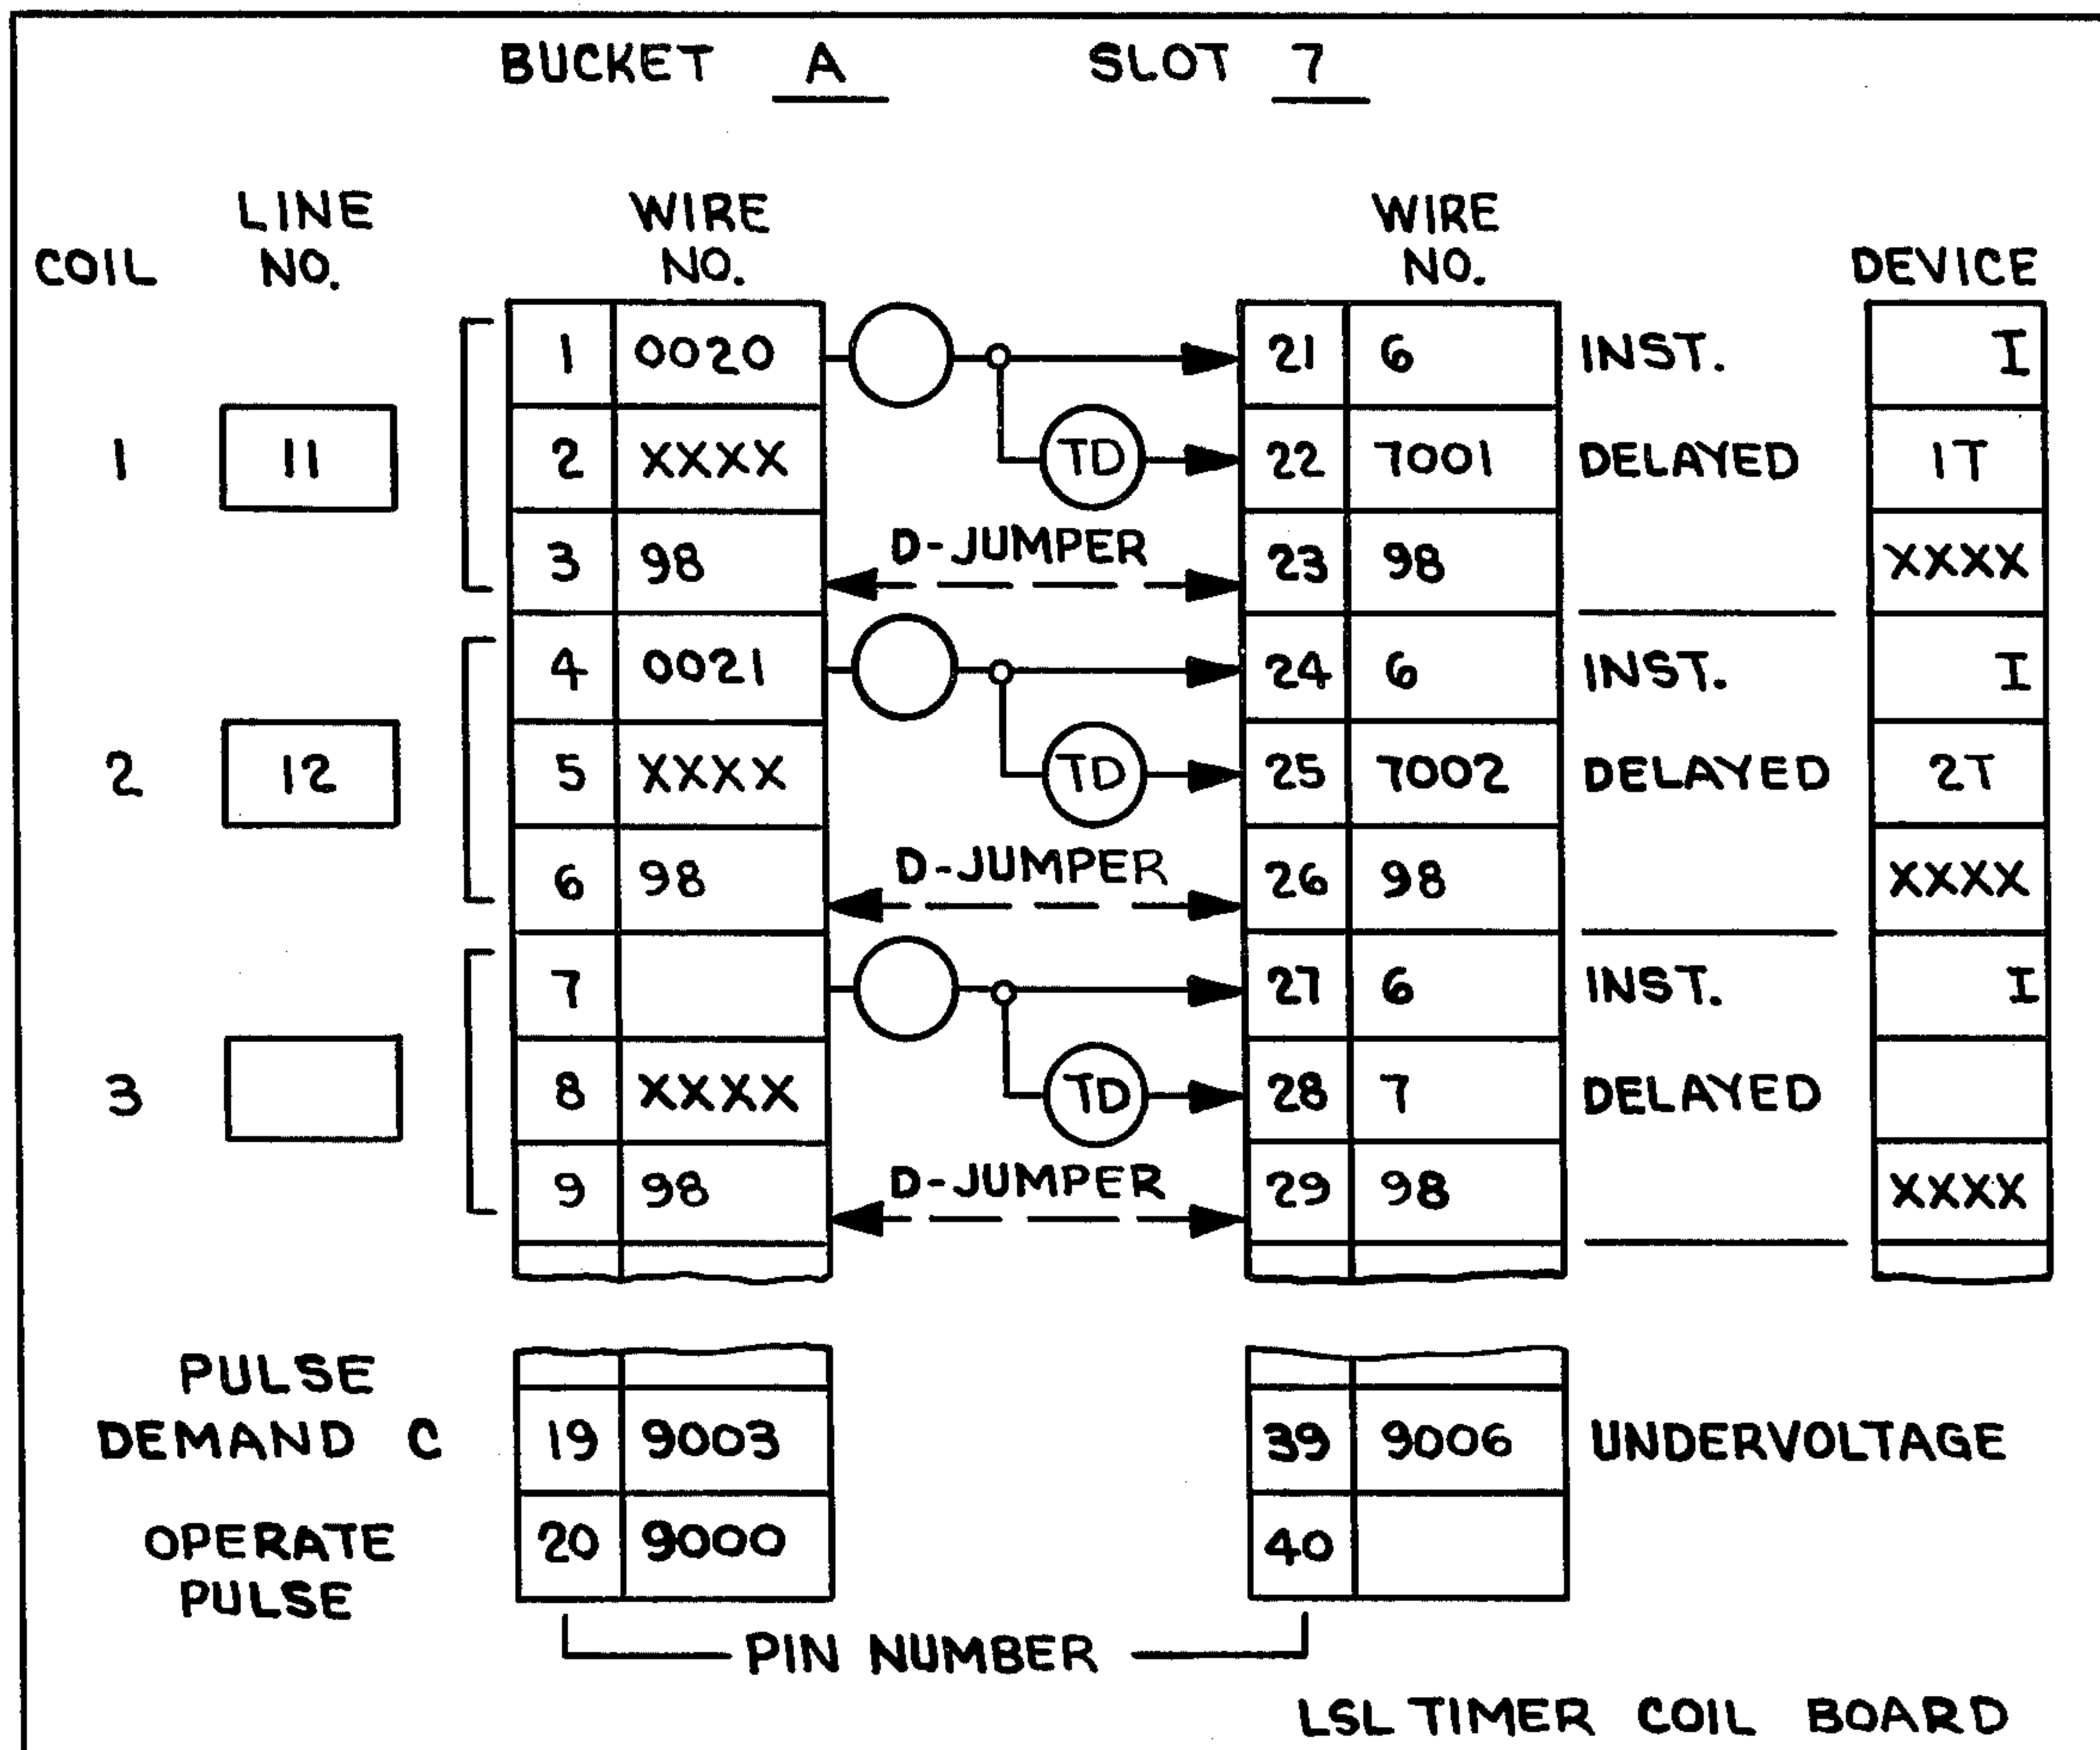 BUCKET A SLOT 7
LINE WIRE WIRE
COIL NO. NO. NO. DEVICE
1 0020 21 6 INST. I
1 11 2 XXXX TD 22 7001 DELAYED 1T
3 98 D-JUMPER 23 98 XXXX
4 0021 24 6 INST. I
2 12 5 XXXX TD 25 7002 DELAYED 2T
6 98 D-JUMPER 26 98 XXXX
7 27 6 INST. I
3 8 XXXX TD 28 7 DELAYED
9 98 D-JUMPER 29 98 XXXX
PULSE
DEMAND C 19 9003 39 9006 UNDERVOLTAGE
OPERATE 20 9000 40
PULSE
PIN NUMBER
LSL TIMER COIL BOARD